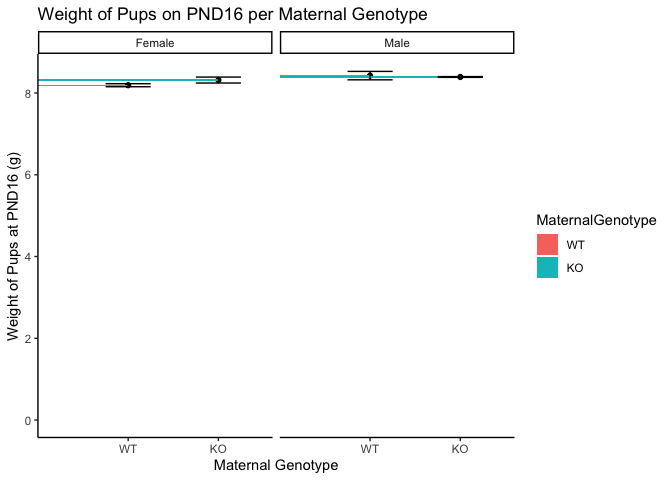 Weight of Pups on PND16 per Maternal Genotype
Female
Male
Weight of Pups at PND16 (g)
8
6
4
2
0
WT
KO
WT
KO
Maternal Genotype
MaternalGenotype
WT
KO